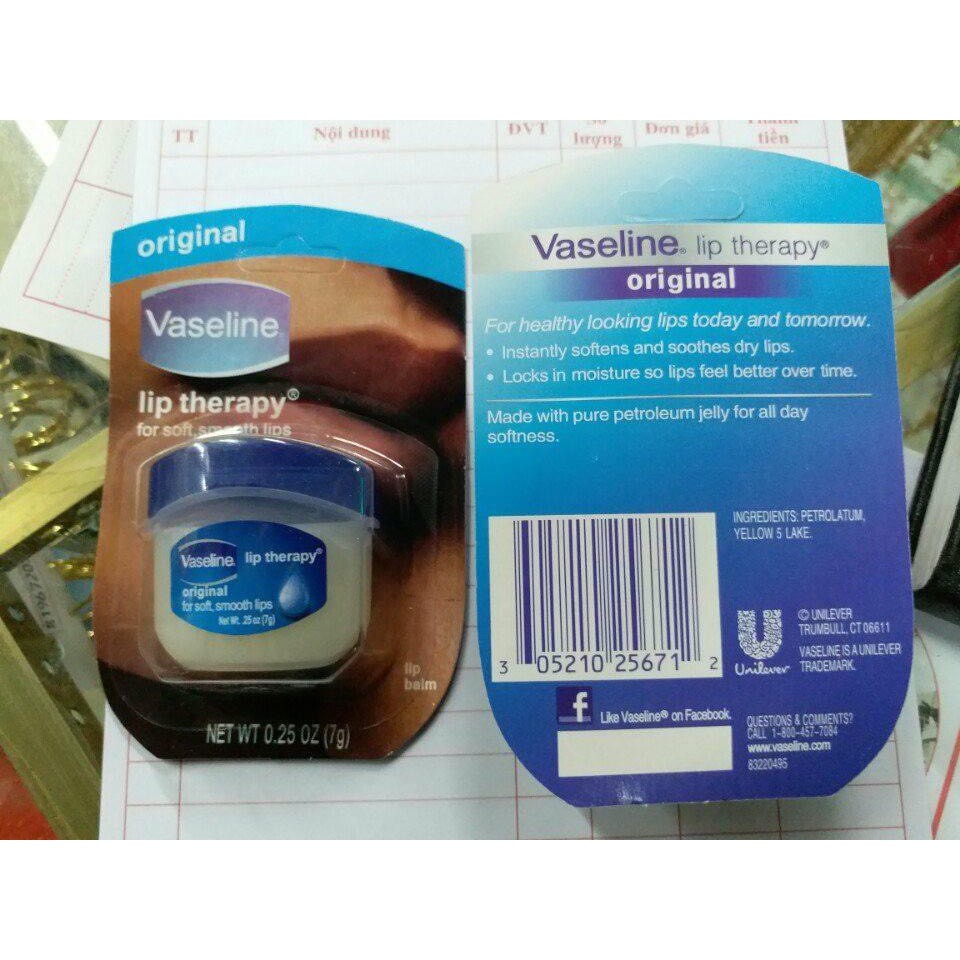 TT Nội dung ĐVT Số lượng Đơn giá Thành tiền
original
Vaseline
lip therapy®
for soft, smooth lips
Vaseline. lip therapy®
original
for soft, smooth lips
Net Wt. .25 oz (7g)
lip
balm
NET WT 0.25 OZ (7g)
Vaseline® lip therapy®
original
For healthy looking lips today and tomorrow.
• Instantly softens and soothes dry lips.
• Locks in moisture so lips feel better over time.
Made with pure petroleum jelly for all day
softness.
INGREDIENTS: PETROLATUM,
YELLOW 5 LAKE.
3 05210 25671 2
Unilever
© UNILEVER
TRUMBULL, CT 06611
VASELINE IS A UNILEVER
TRADEMARK.
f Like Vaseline® on Facebook.
QUESTIONS & COMMENTS?
CALL 1-800-457-7084
www.vaseline.com
83220495